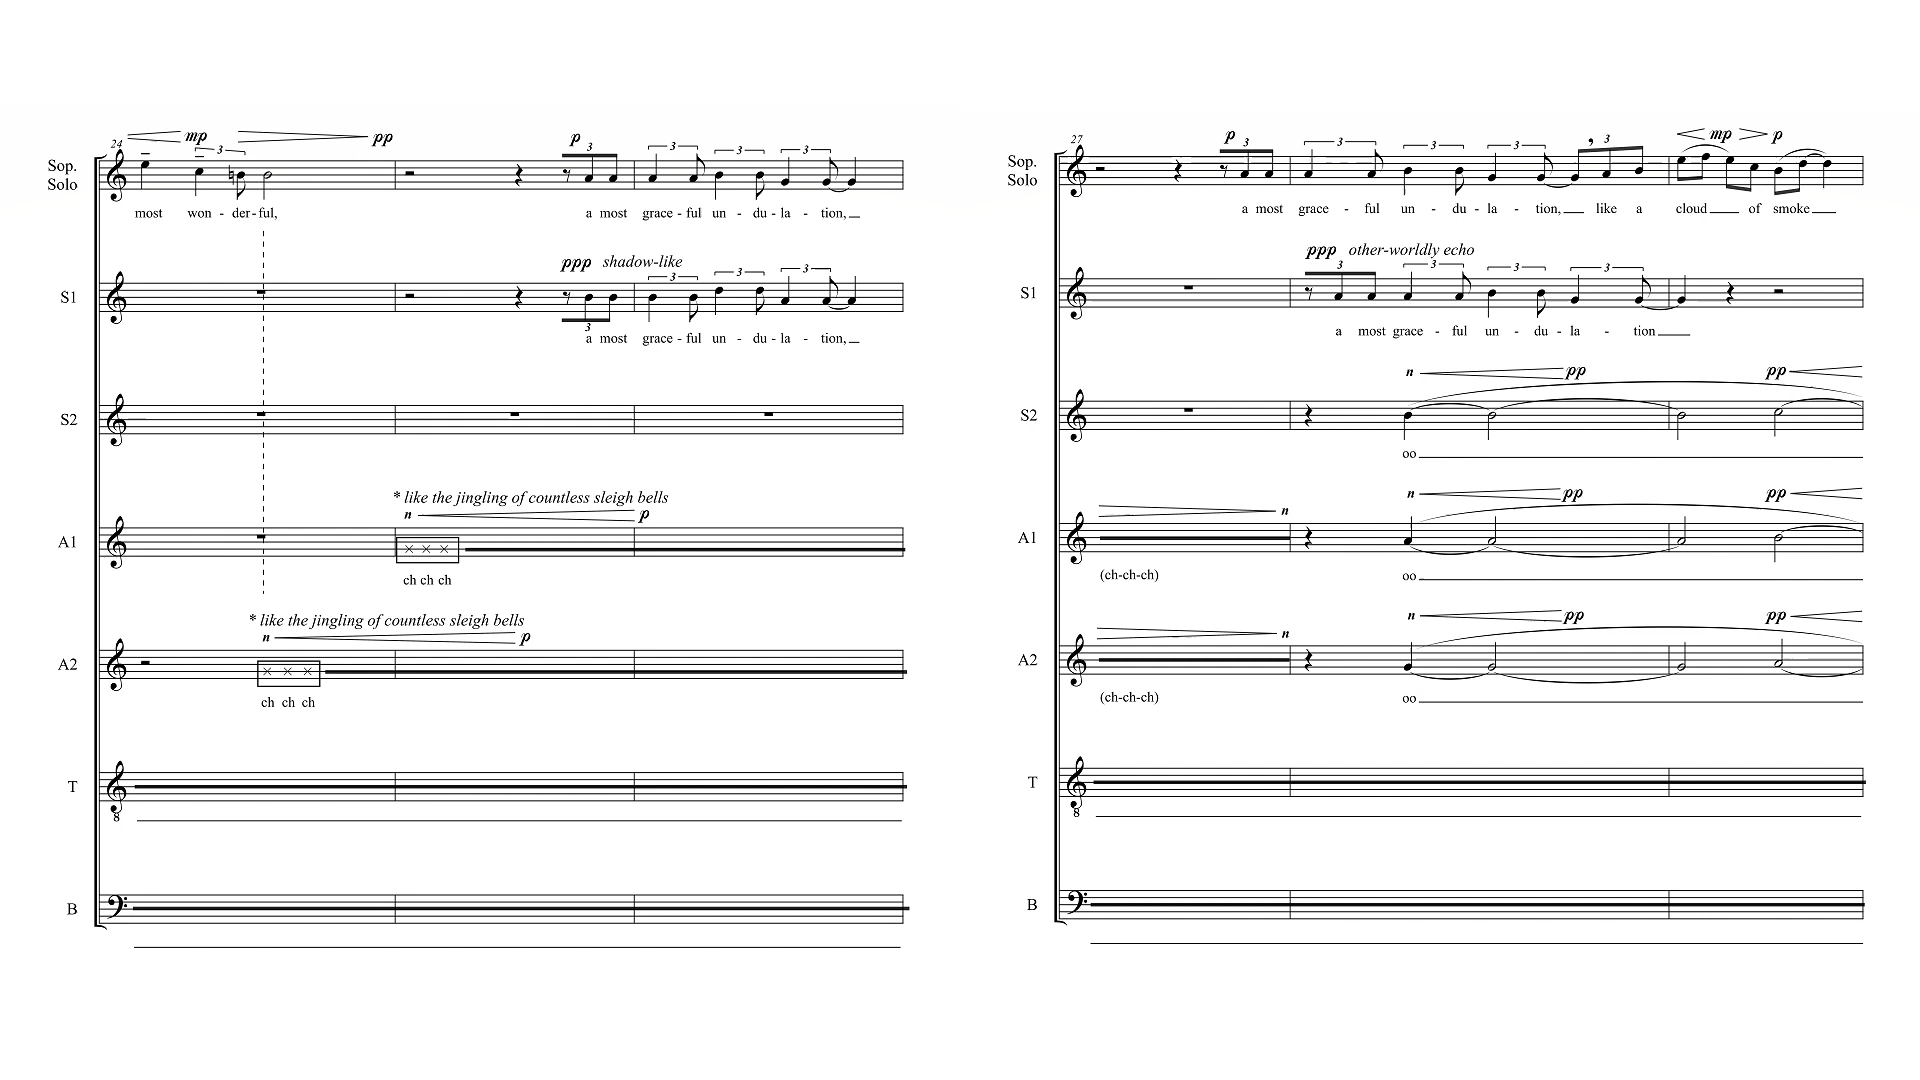 24 mp 3 pp p 3 3 3 3
Sop.
Solo
most won - der - ful, a most grace - ful un - du - la - tion,
ppp shadow-like
S1 3 3 3 3
a most grace - ful un - du - la - tion,
S2
* like the jingling of countless sleigh bells
n p
A1
ch ch ch
* like the jingling of countless sleigh bells
n p
A2
ch ch ch
T
8
B
27 p 3 3 3 3 , 3 mp p
Sop.
Solo
a most grace - ful un - du - la - tion, like a cloud of smoke
ppp other-worldly echo
S1 3 3 3 3
a most grace - ful un - du - la - tion
n pp pp
S2
oo
n pp pp
n
A1
(ch-ch-ch) oo
n pp pp
n
A2
(ch-ch-ch) oo
T
8
B